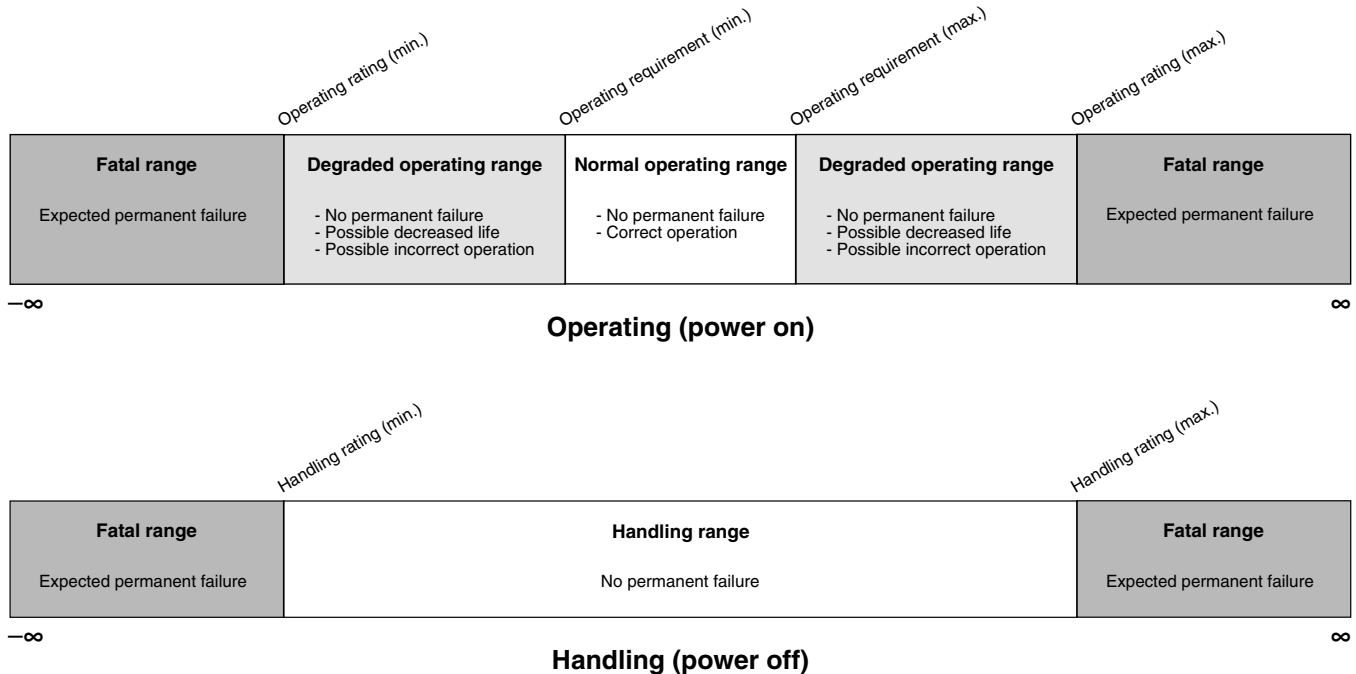 Operating rating (min.)
Operating requirement (min.)
Operating requirement (max.)
Operating rating (max.)
Fatal range
Expected permanent failure
Degraded operating range
- No permanent failure
- Possible decreased life
- Possible incorrect operation
Normal operating range
- No permanent failure
- Correct operation
Degraded operating range
- No permanent failure
- Possible decreased life
- Possible incorrect operation
Fatal range
Expected permanent failure
–∞
∞
Operating (power on)
Handling rating (min.)
Handling rating (max.)
Fatal range
Expected permanent failure
Handling range
No permanent failure
Fatal range
Expected permanent failure
–∞
∞
Handling (power off)